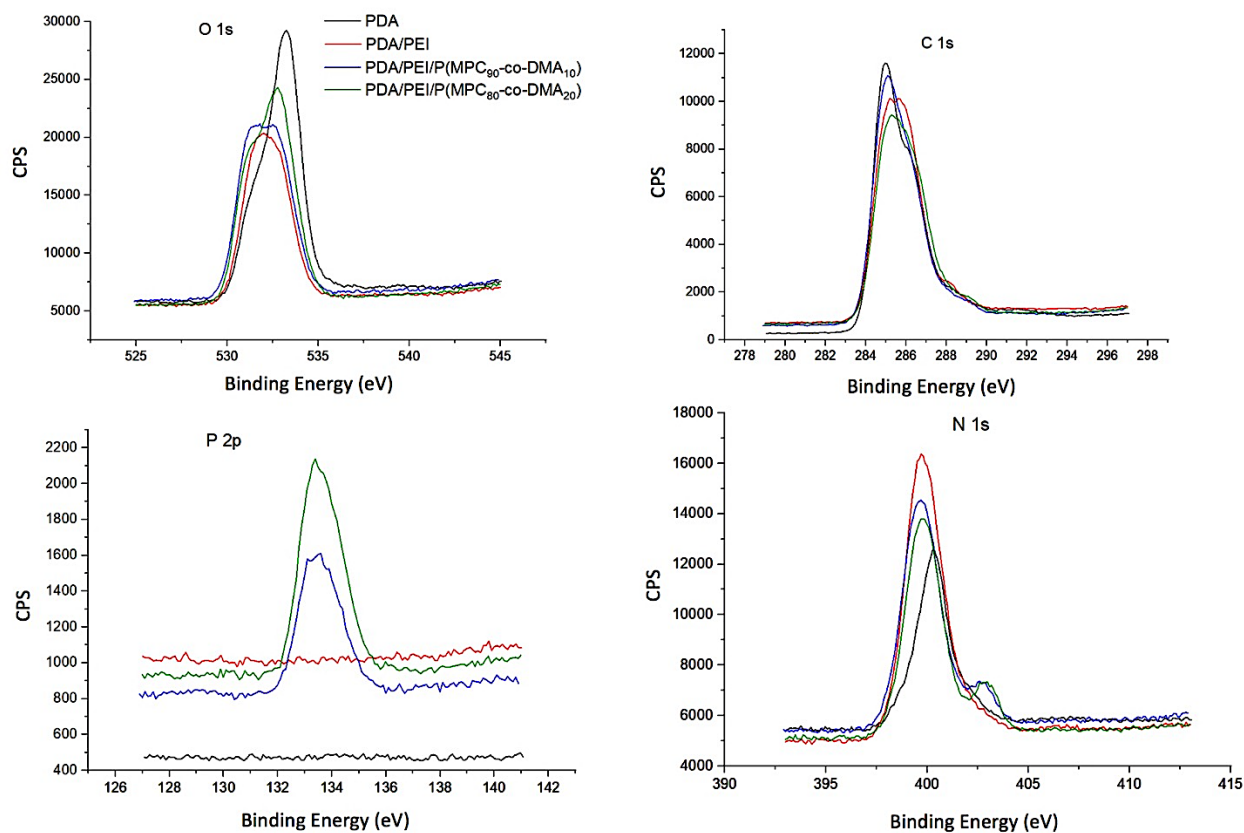 O 1s
PDA
PDA/PEI
PDA/PEI/P(MPC90-co-DMA10)
PDA/PEI/P(MPC80-co-DMA20)
30000
25000
20000
15000
10000
5000
CPS
525 530 535 540 545
Binding Energy (eV)
C 1s
12000
10000
8000
6000
4000
2000
0
CPS
278 280 282 284 286 288 290 292 294 296 298
Binding Energy (eV)
P 2p
2200
2000
1800
1600
1400
1200
1000
800
600
400
CPS
126 128 130 132 134 136 138 140 142
Binding Energy (eV)
N 1s
18000
16000
14000
12000
10000
8000
6000
4000
CPS
390 395 400 405 410 415
Binding Energy (eV)